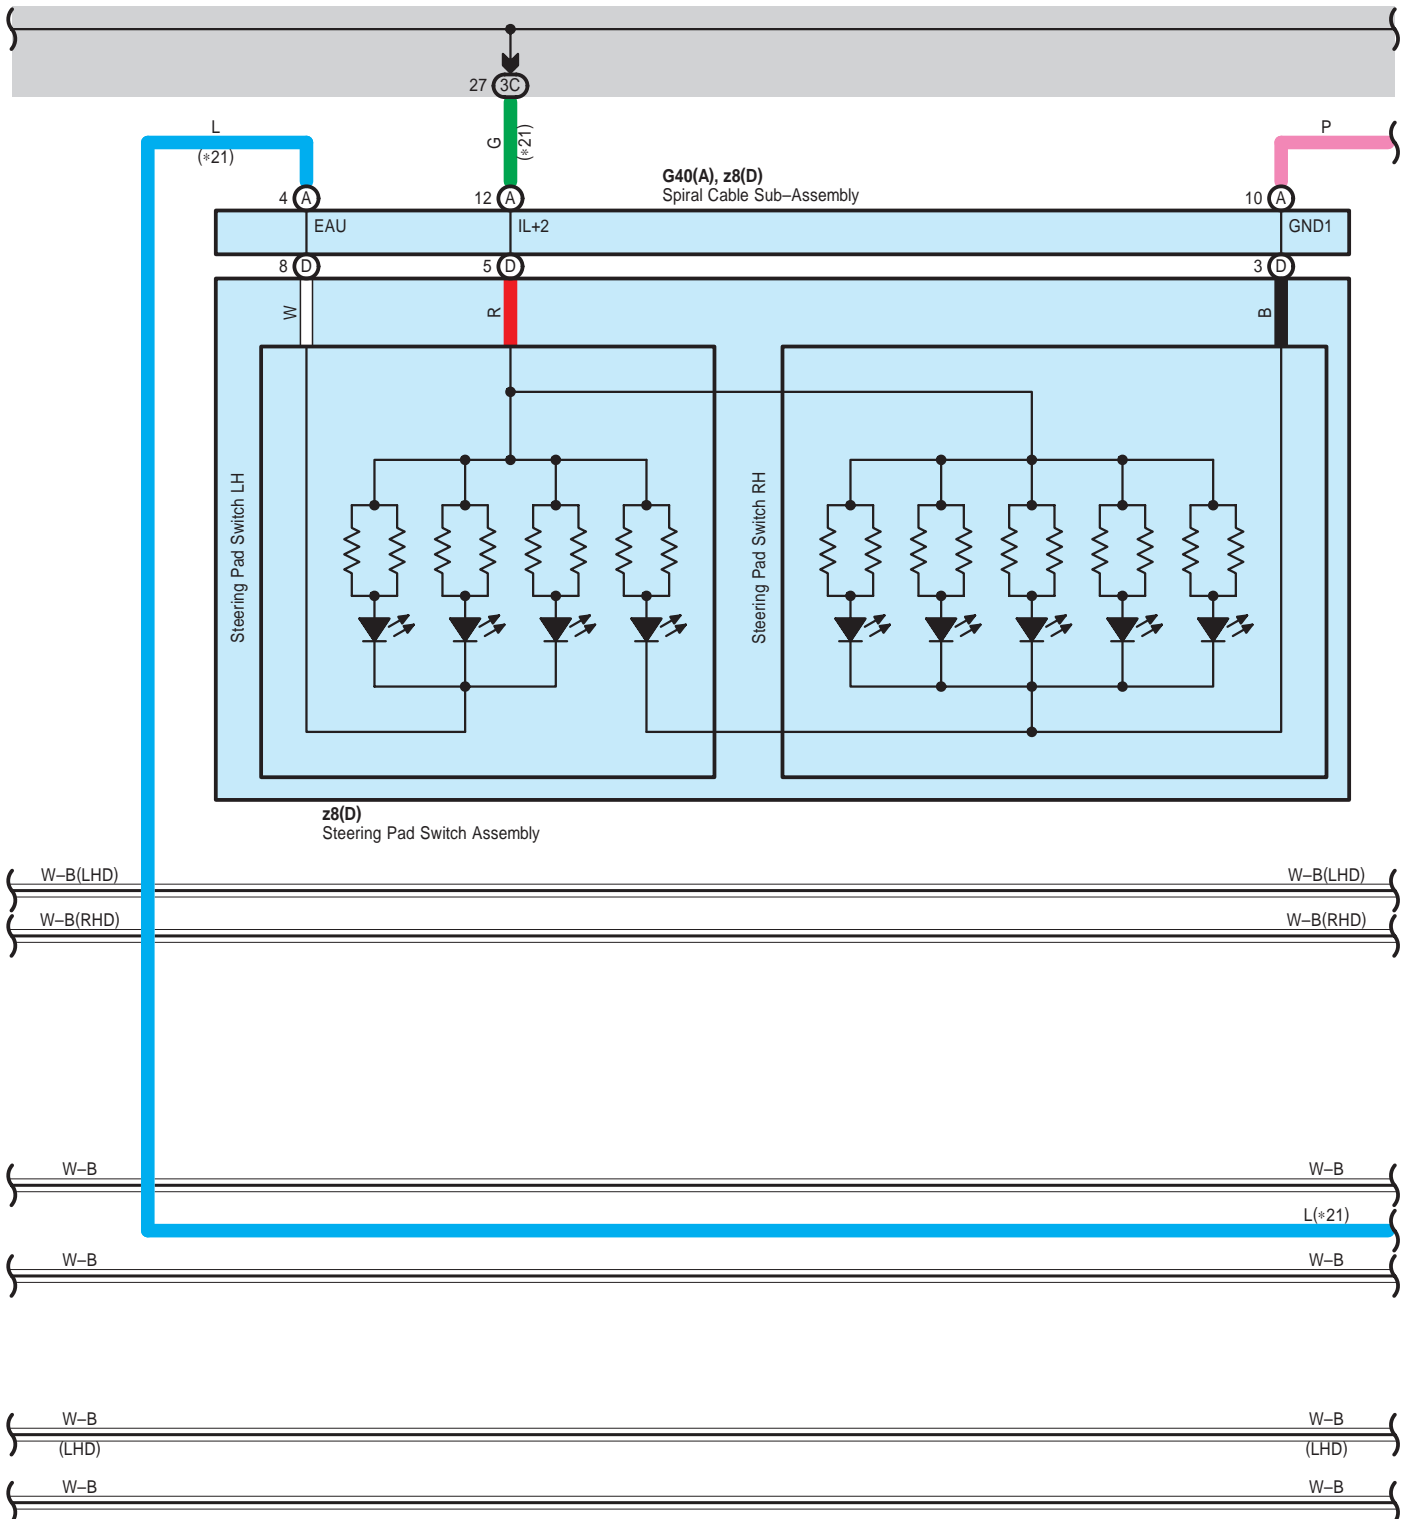 27 3C
L
(*21)
G
(*21)
P
G40(A), z8(D)
Spiral Cable Sub–Assembly
4 A
12 A
10 A
EAU
IL+2
GND1
8 D
5 D
3 D
W
R
B
Steering Pad Switch LH
Steering Pad Switch RH
z8(D)
Steering Pad Switch Assembly
W–B(LHD)
W–B(LHD)
W–B(RHD)
W–B(RHD)
W–B
W–B
L(*21)
W–B
W–B
W–B
(LHD)
W–B
(LHD)
W–B
W–B